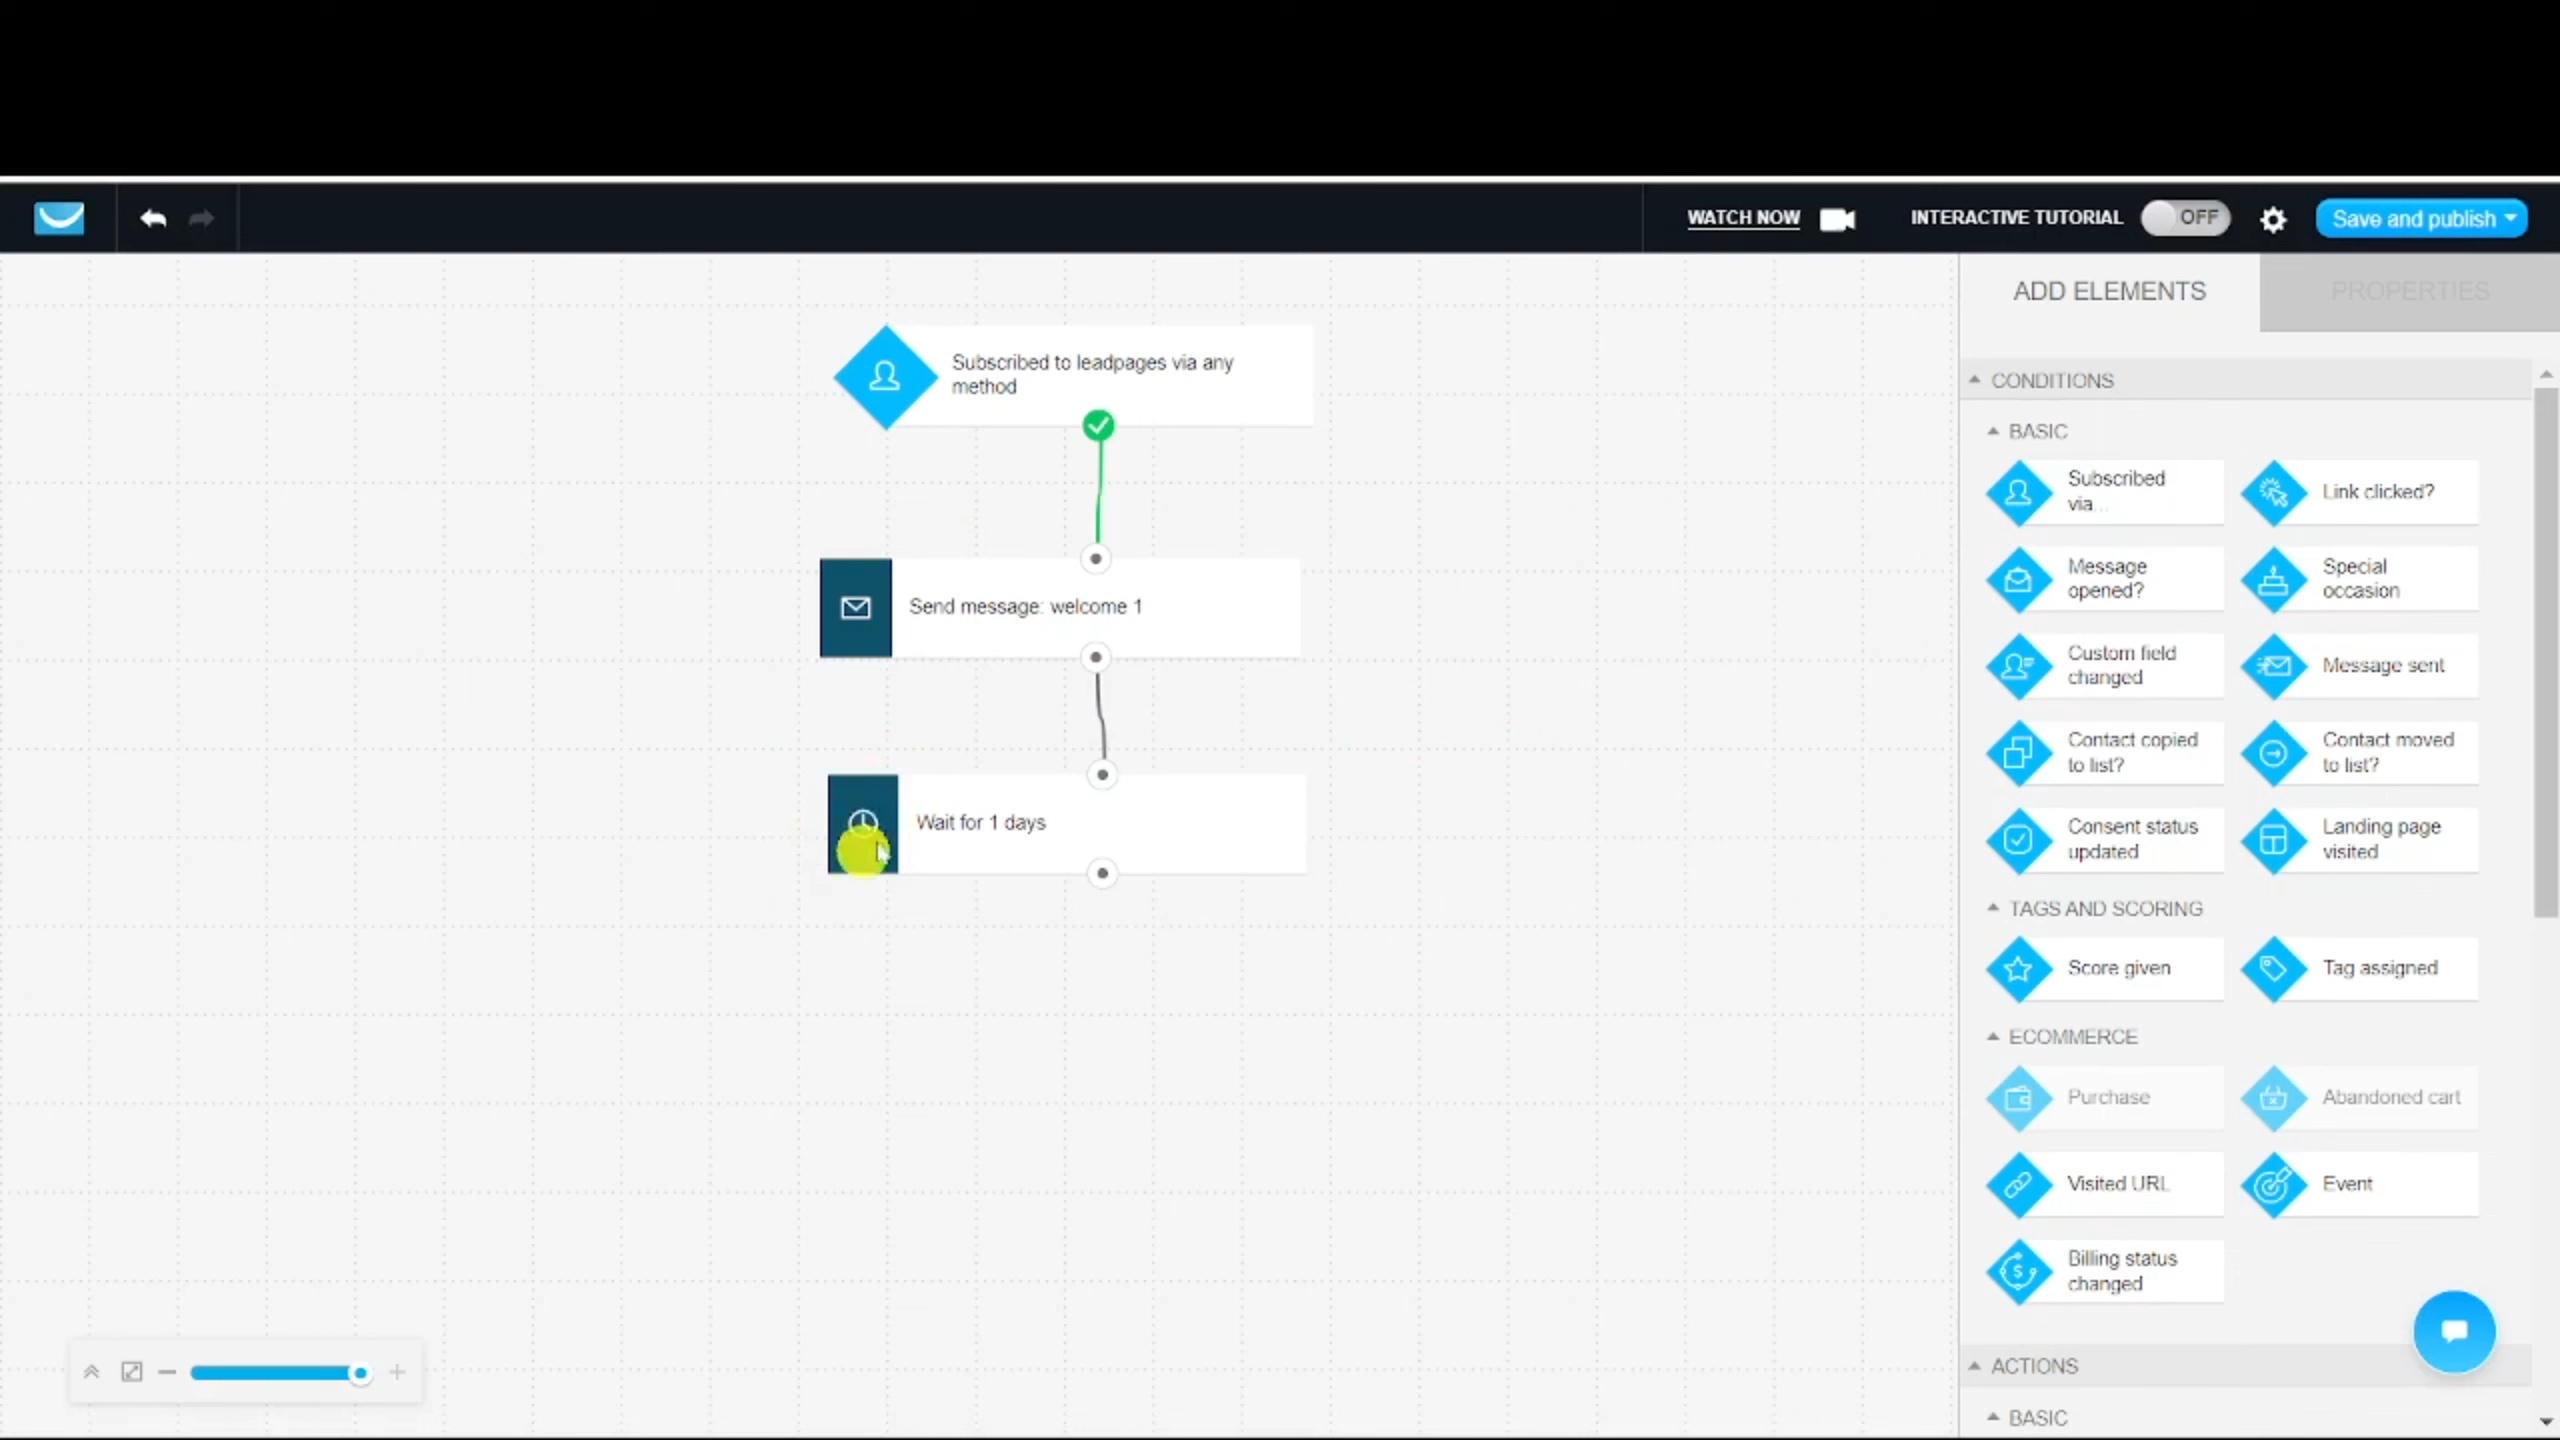 WATCH NOW
INTERACTIVE TUTORIAL
OFF
Save and publish
ADD ELEMENTS
PROPERTIES
Subscribed to leadpages via any
method
Send message: welcome 1
Wait for 1 days
CONDITIONS
BASIC
Subscribed
via...
Link clicked?
Message
opened?
Special
occasion
Custom field
changed
Message sent
Contact copied
to list?
Contact moved
to list?
Consent status
updated
Landing page
visited
TAGS AND SCORING
Score given
Tag assigned
ECOMMERCE
Purchase
Abandoned cart
Visited URL
Event
Billing status
changed
ACTIONS
BASIC